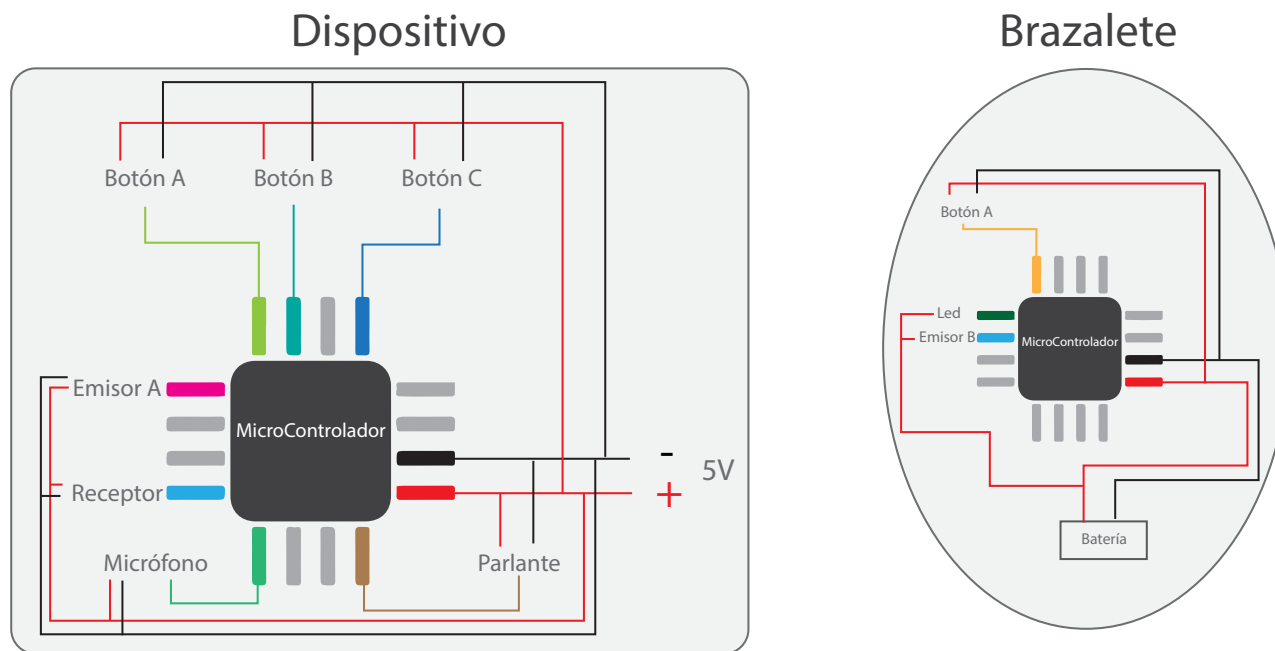 Dispositivo
Brazalete
Botón A
Botón B
Botón C
Emisor A
Receptor
Micrófono
MicroControlador
Parlante
-
+
5V
Botón A
Led
Emisor B
MicroControlador
Batería